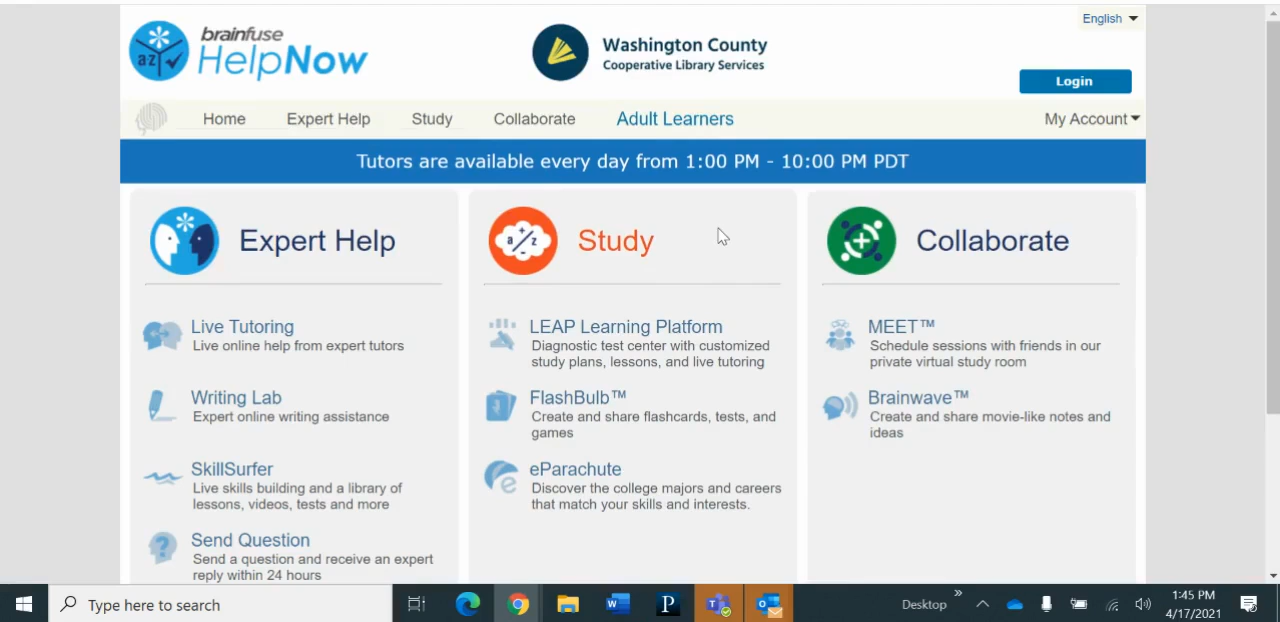 brainfuse
HelpNow
Washington County
Cooperative Library Services
English
Login
Home
Expert Help
Study
Collaborate
Adult Learners
My Account
Tutors are available every day from 1:00 PM - 10:00 PM PDT
Expert Help
Live Tutoring
Live online help from expert tutors
Writing Lab
Expert online writing assistance
SkillSurfer
Live skills building and a library of
lessons, videos, tests and more
Send Question
Send a question and receive an expert
reply within 24 hours
Study
LEAP Learning Platform
Diagnostic test center with customized
study plans, lessons, and live tutoring
FlashBulb™
Create and share flashcards, tests, and
games
eParachute
Discover the college majors and careers
that match your skills and interests.
Collaborate
MEET™
Schedule sessions with friends in our
private virtual study room
Brainwave™
Create and share movie-like notes and
ideas
Type here to search
Desktop
1:45 PM
4/17/2021